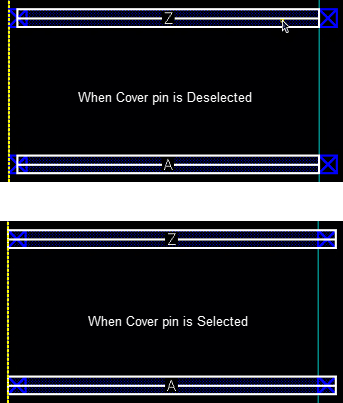 Z
When Cover pin is Deselected
A
Z
When Cover pin is Selected
A